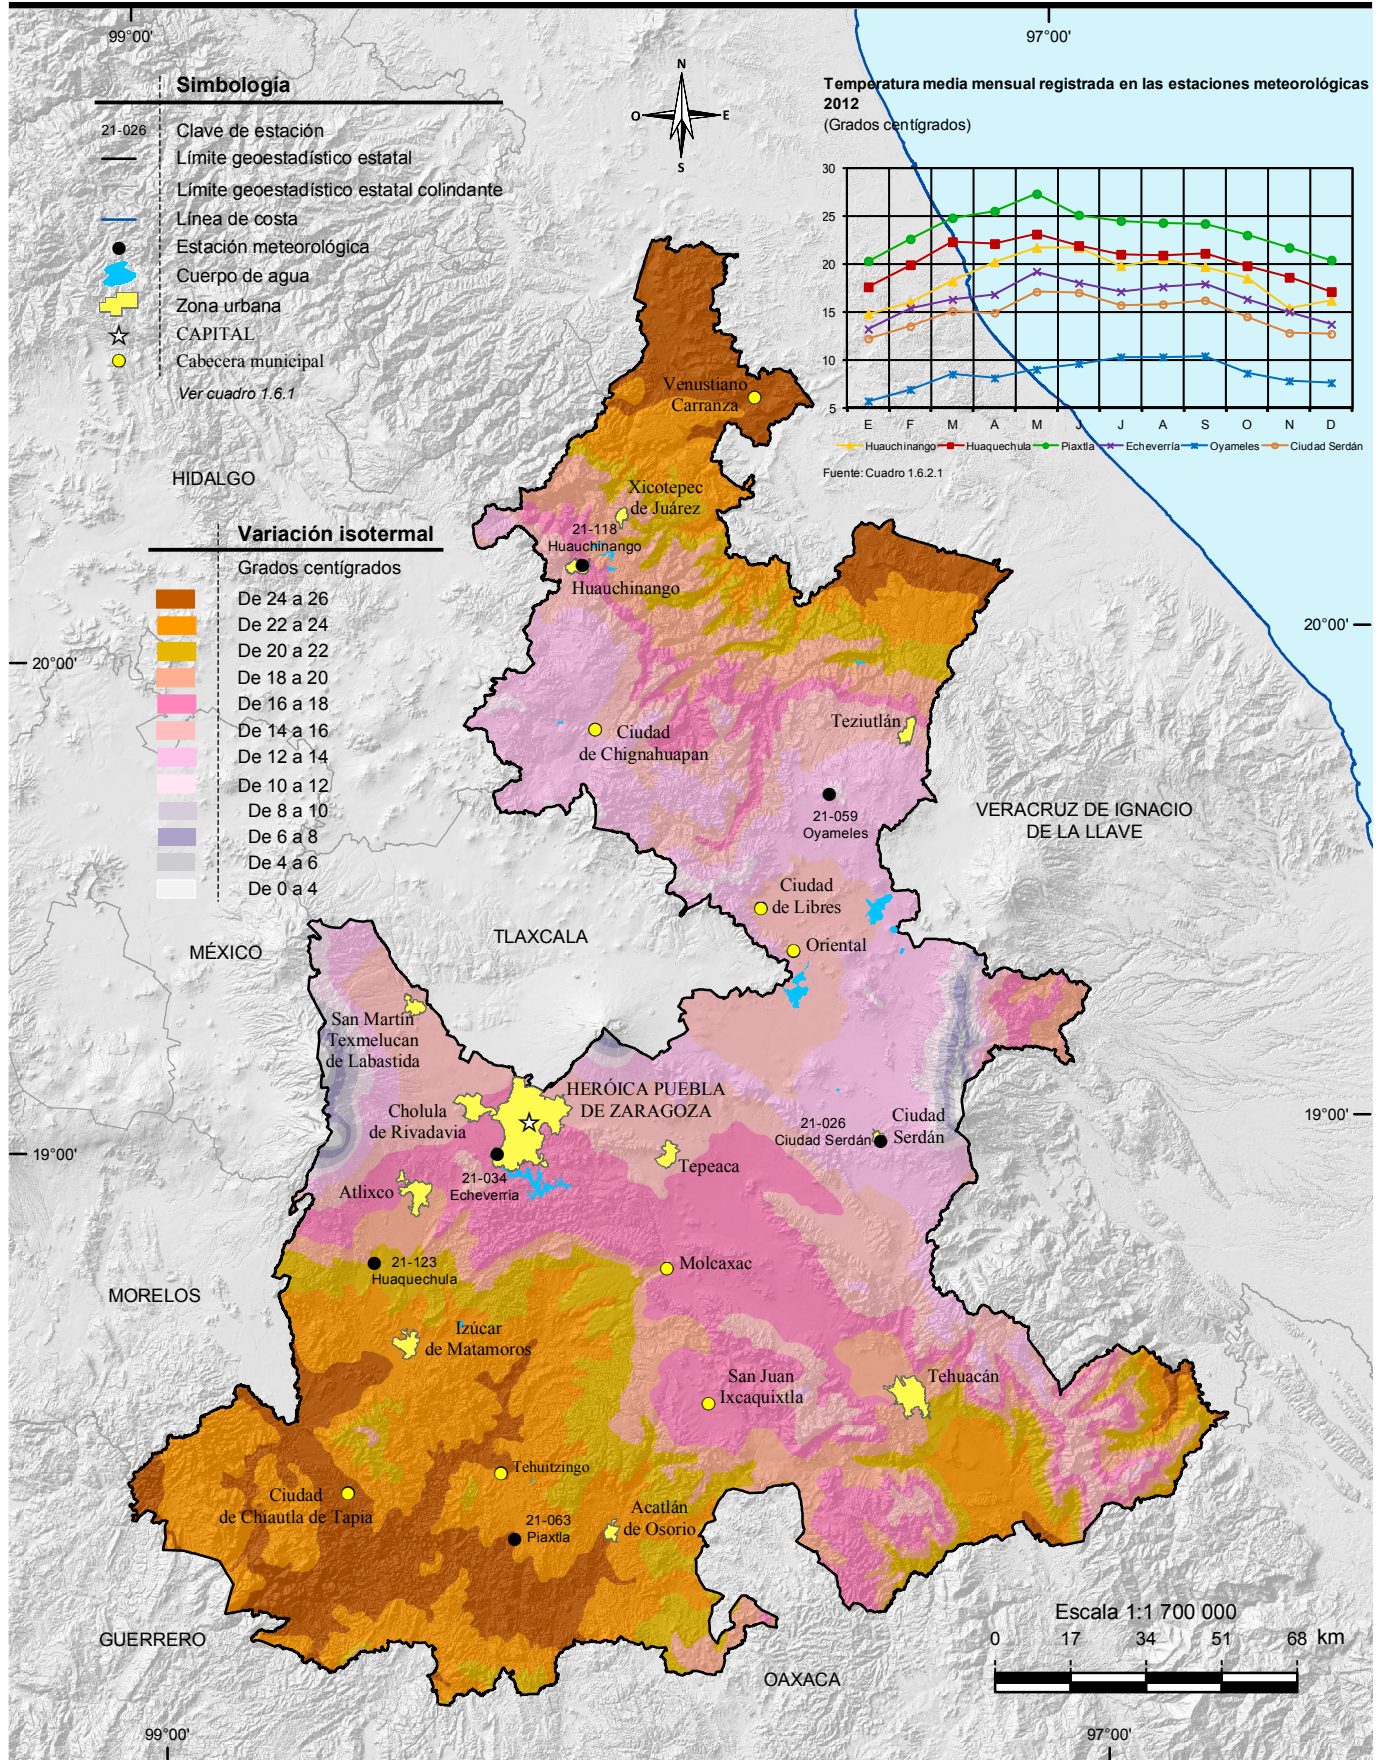 99°00'
97°00'
Simbología
21-026 Clave de estación
Límite geoestadístico estatal
Límite geoestadístico estatal colindante
Línea de costa
Estación meteorológica
Cuerpo de agua
Zona urbana
CAPITAL
Cabecera municipal
Ver cuadro 1.6.1
N
O E
S
Temperatura media mensual registrada en las estaciones meteorológicas
2012
(Grados centígrados)
30
25
20
15
10
5
E F M A M J J A S O N D
Huauchinango Huaquechula Piaxtla Echeverría Oyameles Ciudad Serdán
Fuente: Cuadro 1.6.2.1
Variación isotermal
Grados centígrados
De 24 a 26
De 22 a 24
De 20 a 22
De 18 a 20
De 16 a 18
De 14 a 16
De 12 a 14
De 10 a 12
De 8 a 10
De 6 a 8
De 4 a 6
De 0 a 4
HIDALGO
Venustiano
Carranza
Xicotepec
de Juárez
21-118
Huauchinango
Huauchinango
20°00'
20°00'
Ciudad
de Chignahuapan
Teziutlán
21-059
Oyameles
VERACRUZ DE IGNACIO
DE LA LLAVE
Ciudad
de Libres
Oriental
TLAXCALA
MÉXICO
San Martín
Texmelucan
de Labastida
HERÓICA PUEBLA
DE ZARAGOZA
Cholula
de Rivadavia
21-026
Ciudad Serdán
Ciudad
Serdán
19°00'
19°00'
Tepeaca
21-034
Echeverría
Atlixco
21-123
Huaquechula
Molcaxac
MORELOS
Izúcar
de Matamoros
San Juan
Ixcaquixtla
Tehuacán
Tehuitzingo
Ciudad
de Chiautla de Tapia
21-063
Piaxtla
Acatlán
de Osorio
GUERRERO
OAXACA
Escala 1:1 700 000
0 17 34 51 68 km
99°00'
97°00'